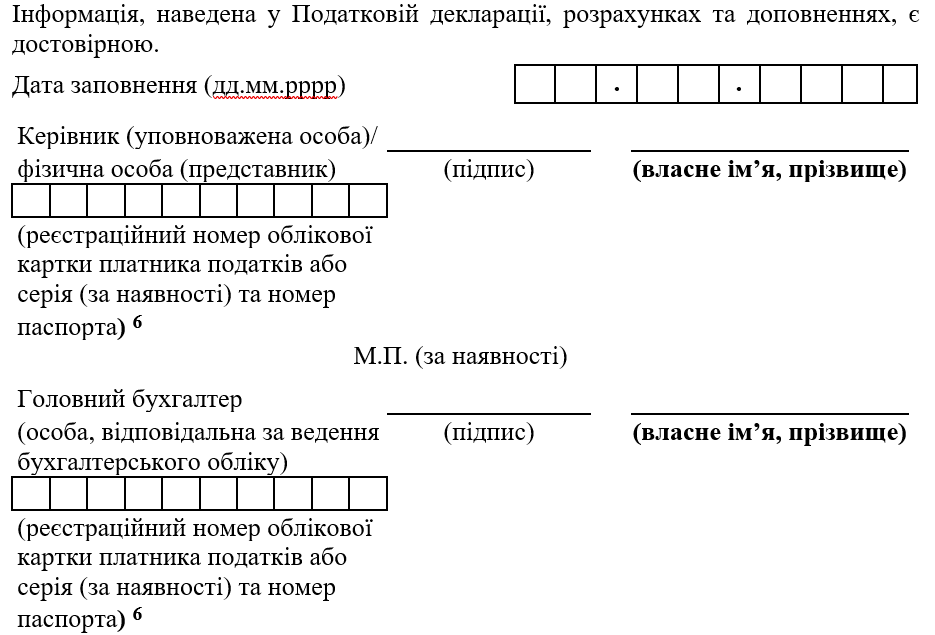 Інформація, наведена у Податковій декларації, розрахунках та доповненнях, є
достовірною.
Дата заповнення (дд.мм.рррр)
. .
Керівник (уповноважена особа)/
фізична особа (представник)
(підпис)
(власне ім’я, прізвище)
(реєстраційний номер облікової
картки платника податків або
серія (за наявності) та номер
паспорта) 6
М.П. (за наявності)
Головний бухгалтер
(особа, відповідальна за ведення
бухгалтерського обліку)
(підпис)
(власне ім’я, прізвище)
(реєстраційний номер облікової
картки платника податків або
серія (за наявності) та номер
паспорта) 6